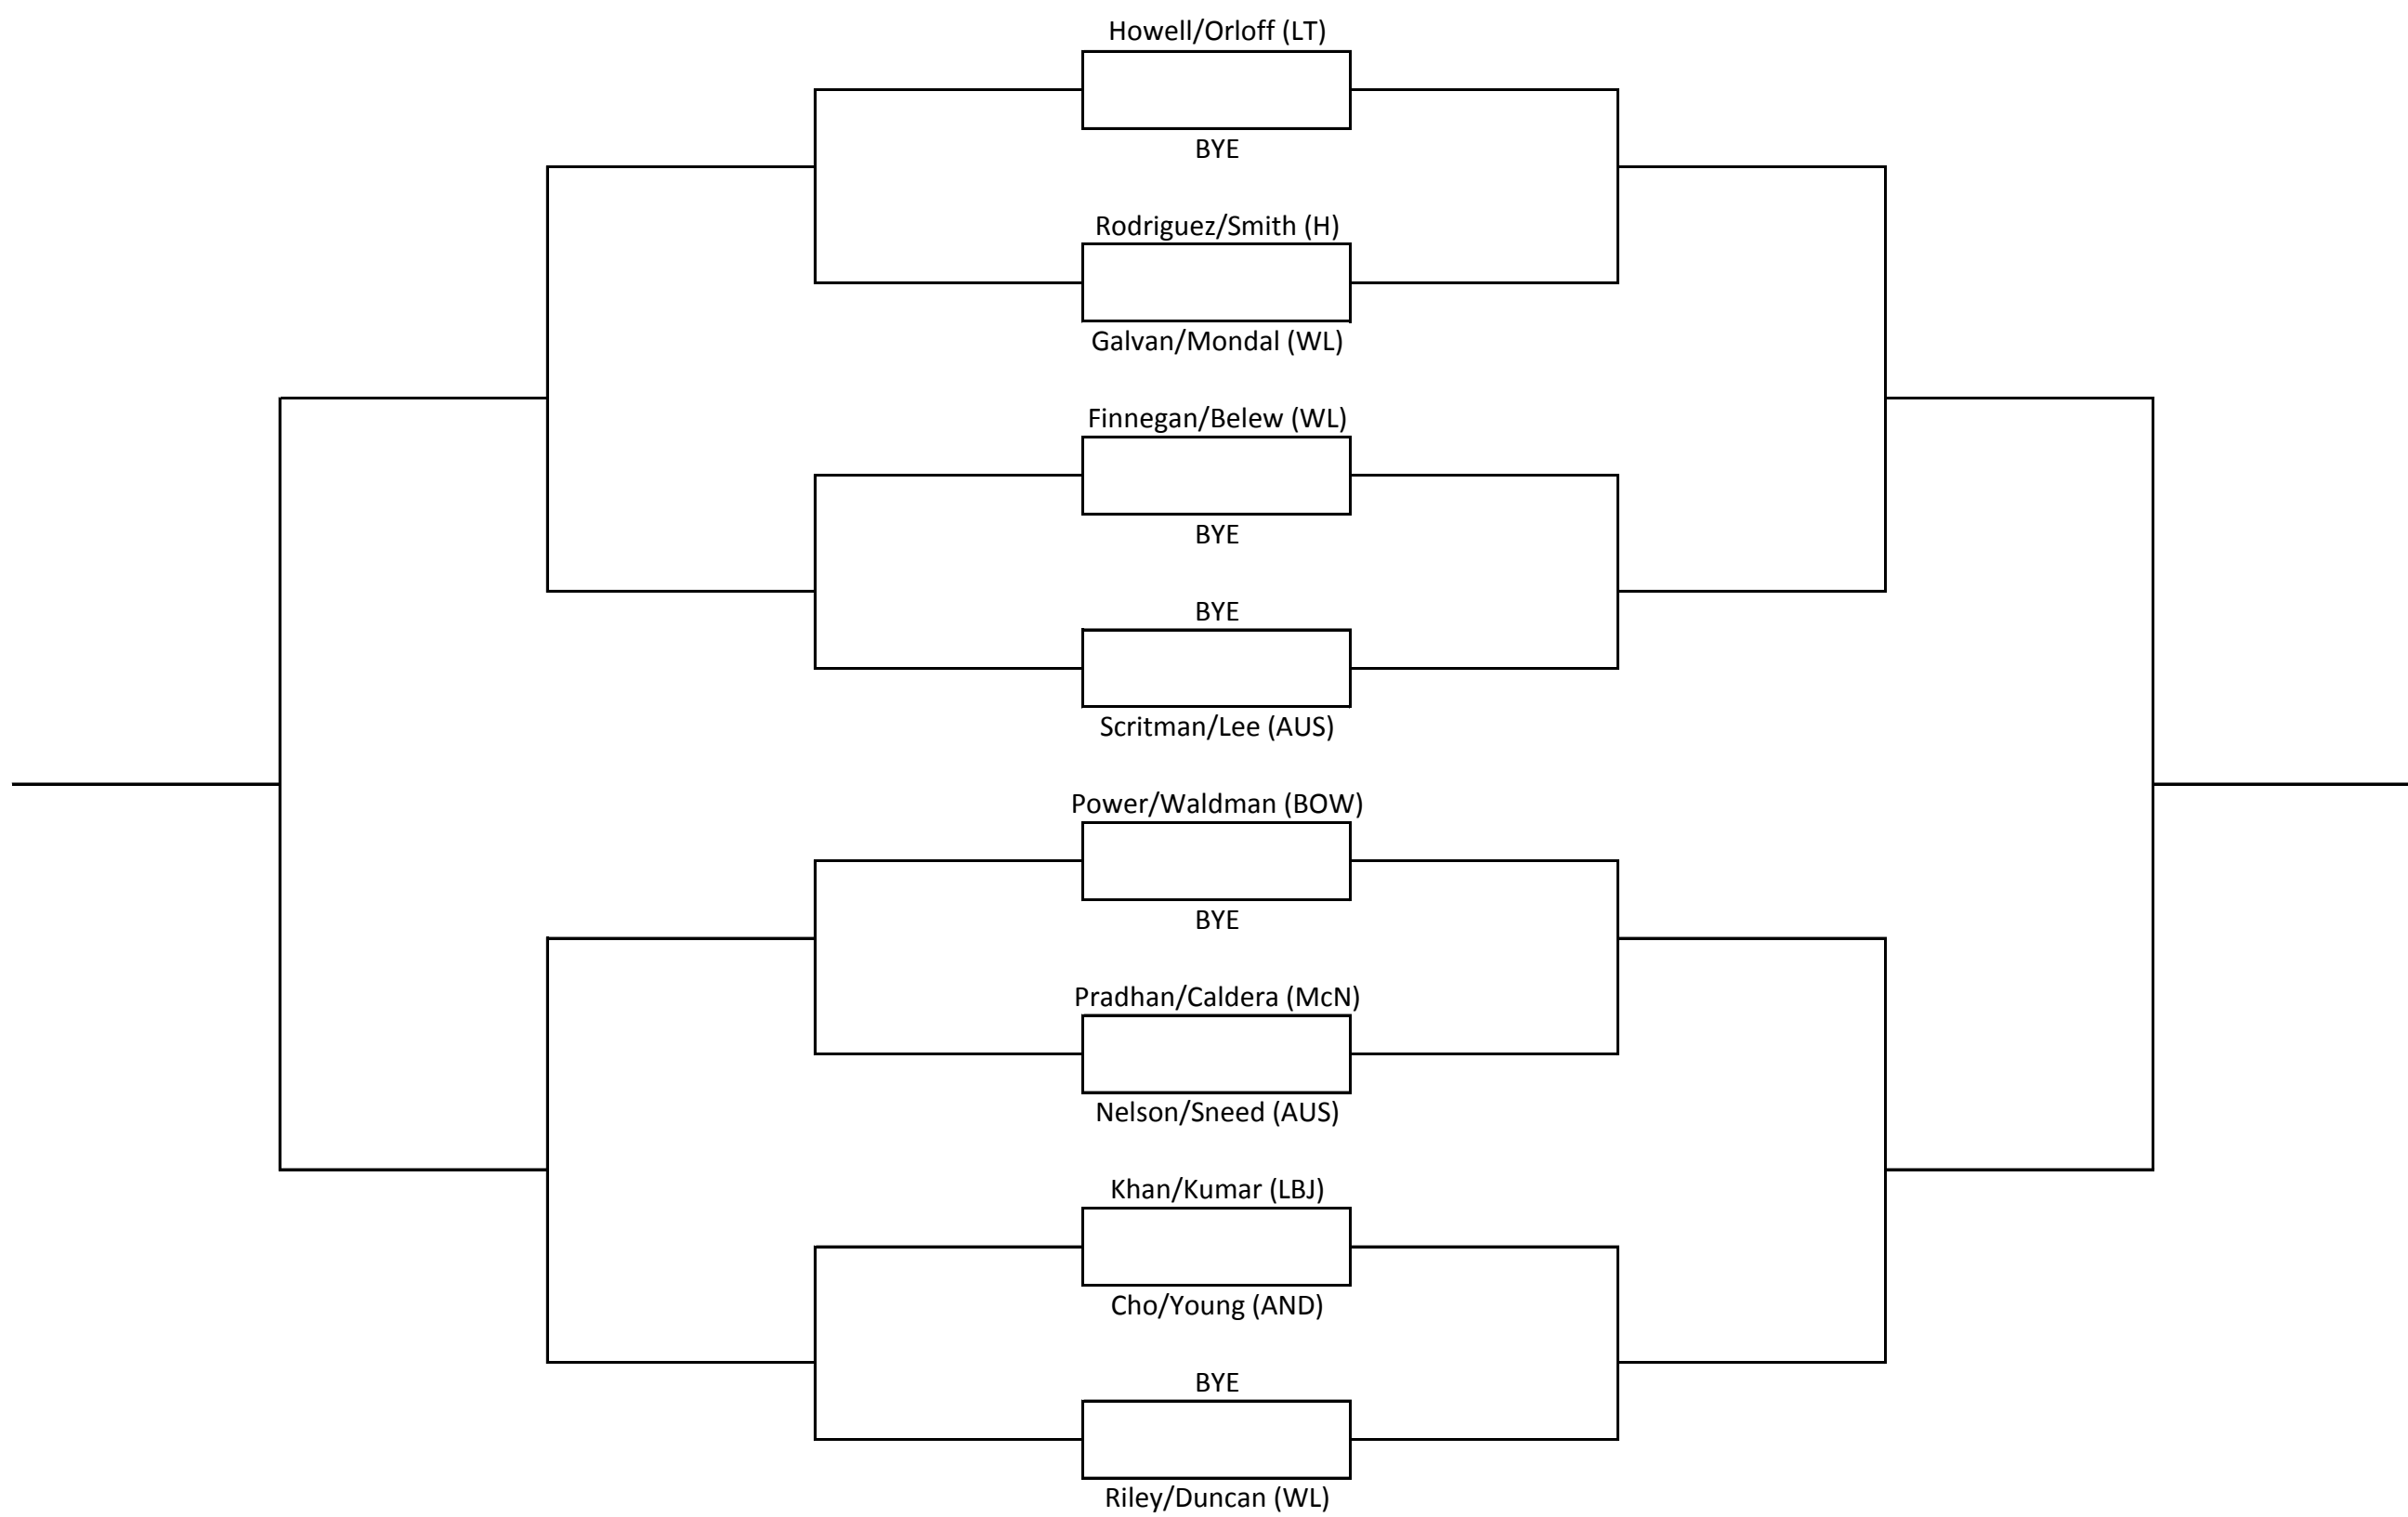 Howell/Orloff (LT)
BYE
Rodriguez/Smith (H)
Galvan/Mondal (WL)
Finnegan/Belew (WL)
BYE
BYE
Scritman/Lee (AUS)
Power/Waldman (BOW)
BYE
Pradhan/Caldera (McN)
Nelson/Sneed (AUS)
Khan/Kumar (LBJ)
Cho/Young (AND)
BYE
Riley/Duncan (WL)